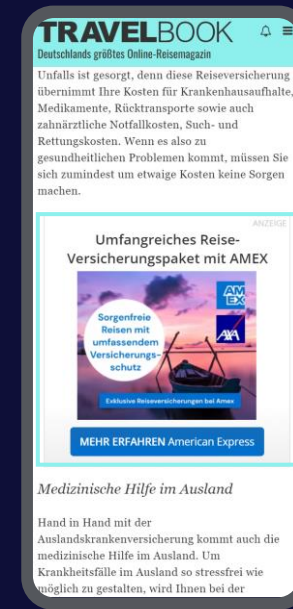 TRAVELBOOK
Deutschlands größtes Online-Reisemagazin
Unfalls ist gesorgt, denn diese Reiseversicherung
übernimmt Ihre Kosten für Krankenhausaufhalte,
Medikamente, Rücktransporte sowie auch
zahnärztliche Notfallkosten, Such- und
Rettungskosten. Wenn es also zu
gesundheitlichen Problemen kommt, müssen Sie
sich zumindest um etwaige Kosten keine Sorgen
machen.
ANZEIGE
Umfangreiches Reise-
Versicherungspaket mit AMEX
Sorgenfreie
Reisen mit
umfassendem
Versicherungs-
schutz
AM
EX
AXA
Exklusive Reiseversicherungen bei Amex
MEHR ERFAHREN American Express
Medizinische Hilfe im Ausland
Hand in Hand mit der
Auslandskrankenversicherung kommt auch die
medizinische Hilfe im Ausland. Um
Krankheitsfälle im Ausland so stressfrei wie
möglich zu gestalten, wird Ihnen bei der